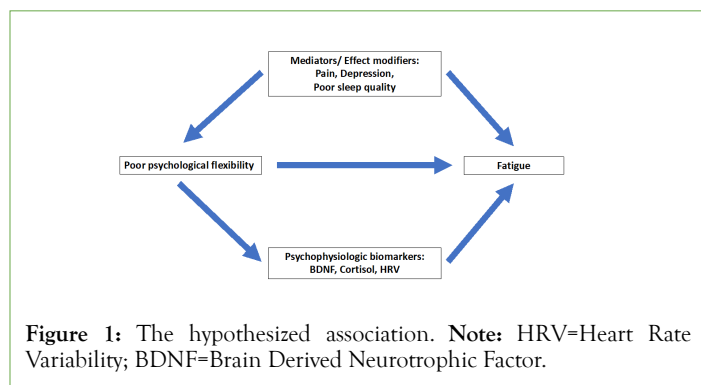 Mediators/ Effect modifiers:
Pain, Depression,
Poor sleep quality
Poor psychological flexibility
Fatigue
Psychophysiologic biomarkers:
BDNF, Cortisol, HRV
Figure 1: The hypothesized association. Note: HRV=Heart Rate
Variability; BDNF=Brain Derived Neurotrophic Factor.